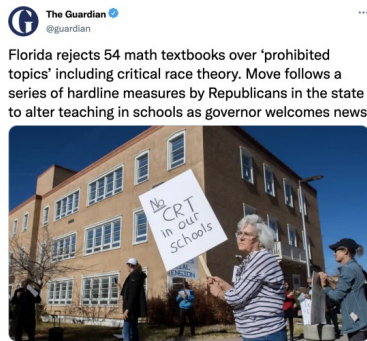 The Guardian
@guardian
Florida rejects 54 math textbooks over ‘prohibited
topics’ including critical race theory. Move follows a
series of hardline measures by Republicans in the state
to alter teaching in schools as governor welcomes news
No
CRT
in our
schools